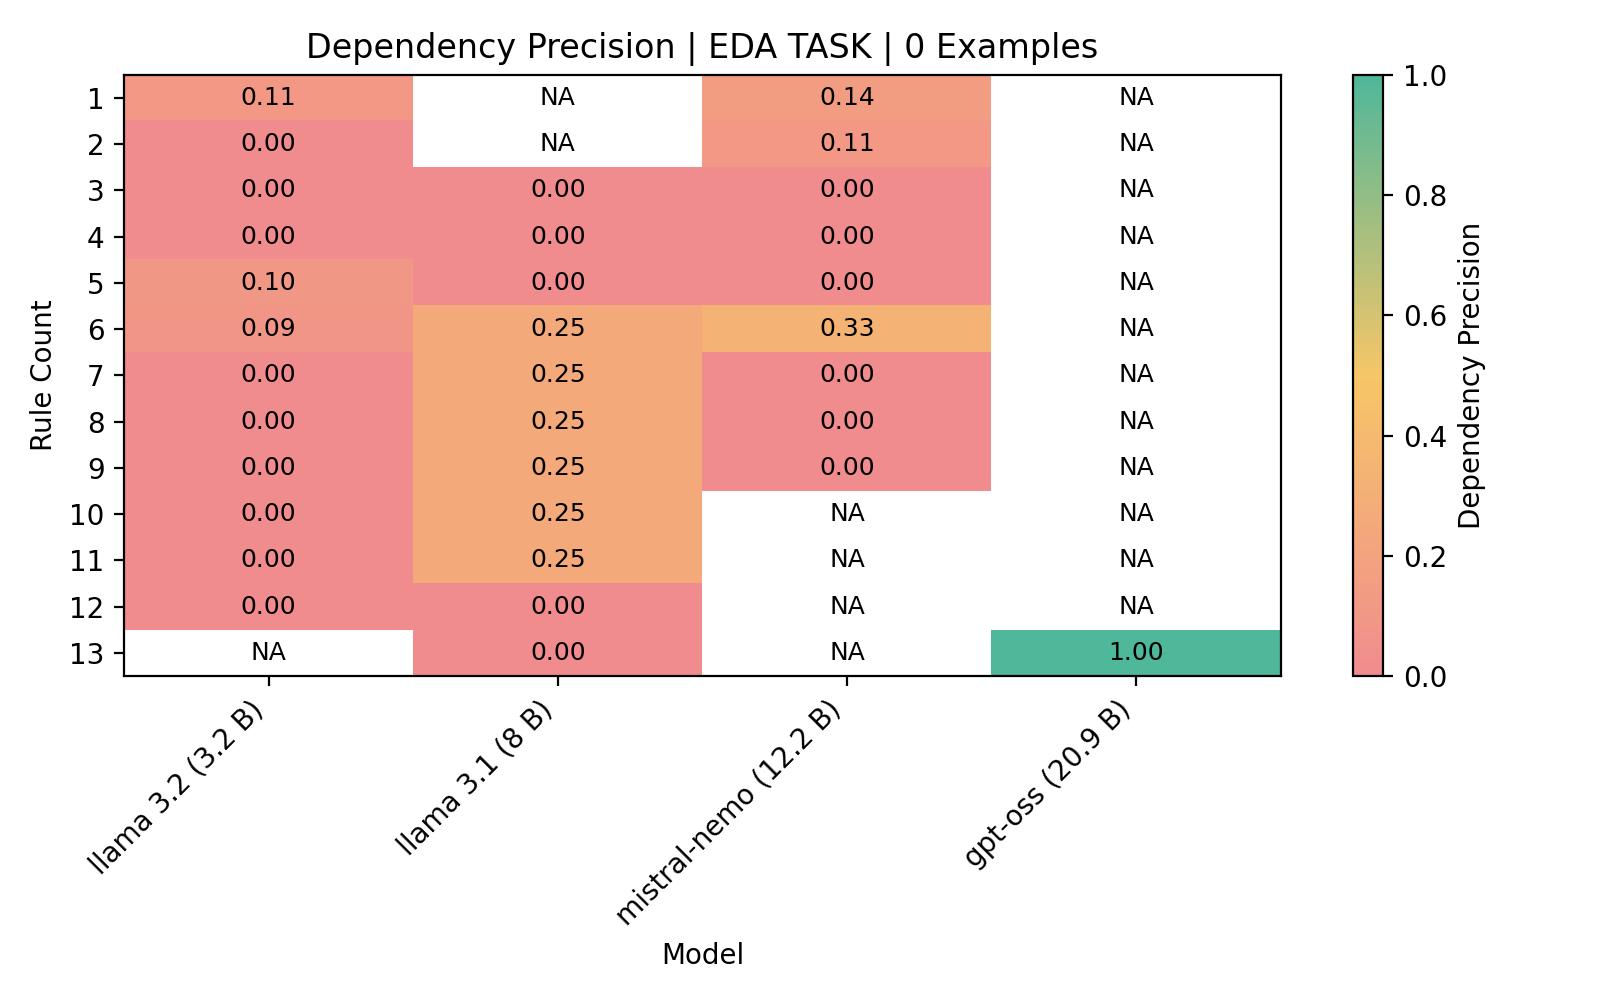 Dependency Precision | EDA TASK | 0 Examples
1 0.11 NA 0.14 NA
2 0.00 NA 0.11 NA
3 0.00 0.00 0.00 NA
4 0.00 0.00 0.00 NA
5 0.10 0.00 0.00 NA
6 0.09 0.25 0.33 NA
7 0.00 0.25 0.00 NA
8 0.00 0.25 0.00 NA
9 0.00 0.25 0.00 NA
10 0.00 0.25 NA NA
11 0.00 0.25 NA NA
12 0.00 0.00 NA NA
13 NA 0.00 NA 1.00
Rule Count
llama 3.2 (3.2 B)
llama 3.1 (8 B)
mistral-nemo (12.2 B)
gpt-oss (20.9 B)
Model
1.0
0.8
0.6
0.4
0.2
0.0
Dependency Precision